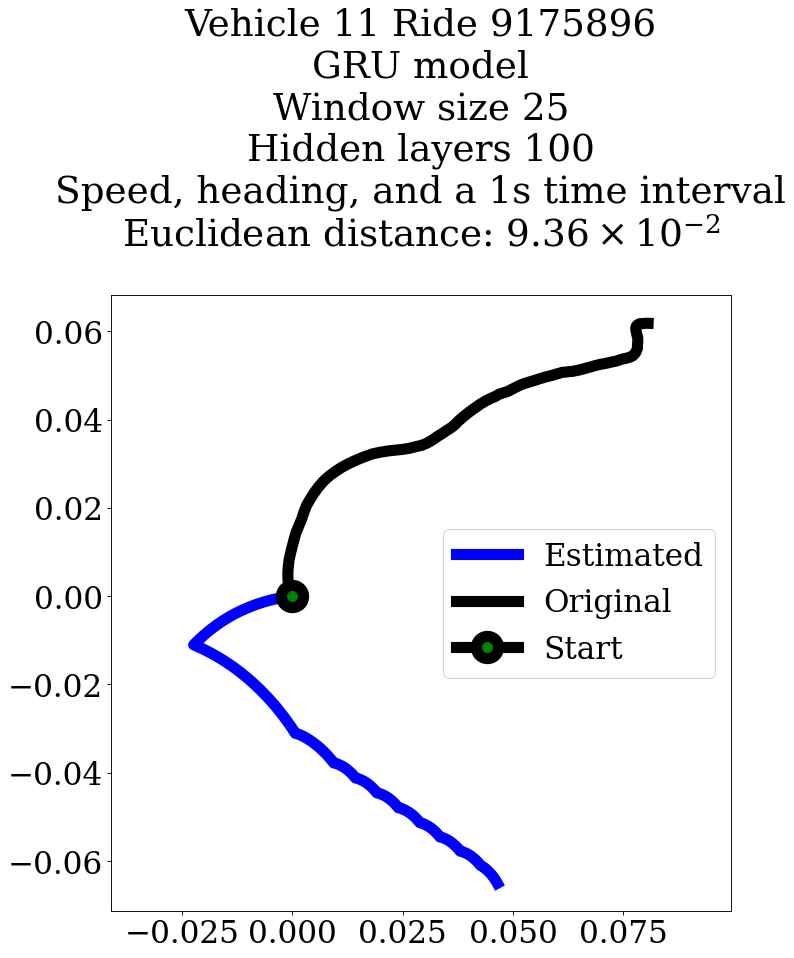 Vehicle 11 Ride 9175896
GRU model
Window size 25
Hidden layers 100
Speed, heading, and a 1s time interval
Euclidean distance: 9.36 × 10⁻²
0.06
0.04
0.02
0.00
−0.02
−0.04
−0.06
Estimated
Original
Start
−0.025 0.000 0.025 0.050 0.075